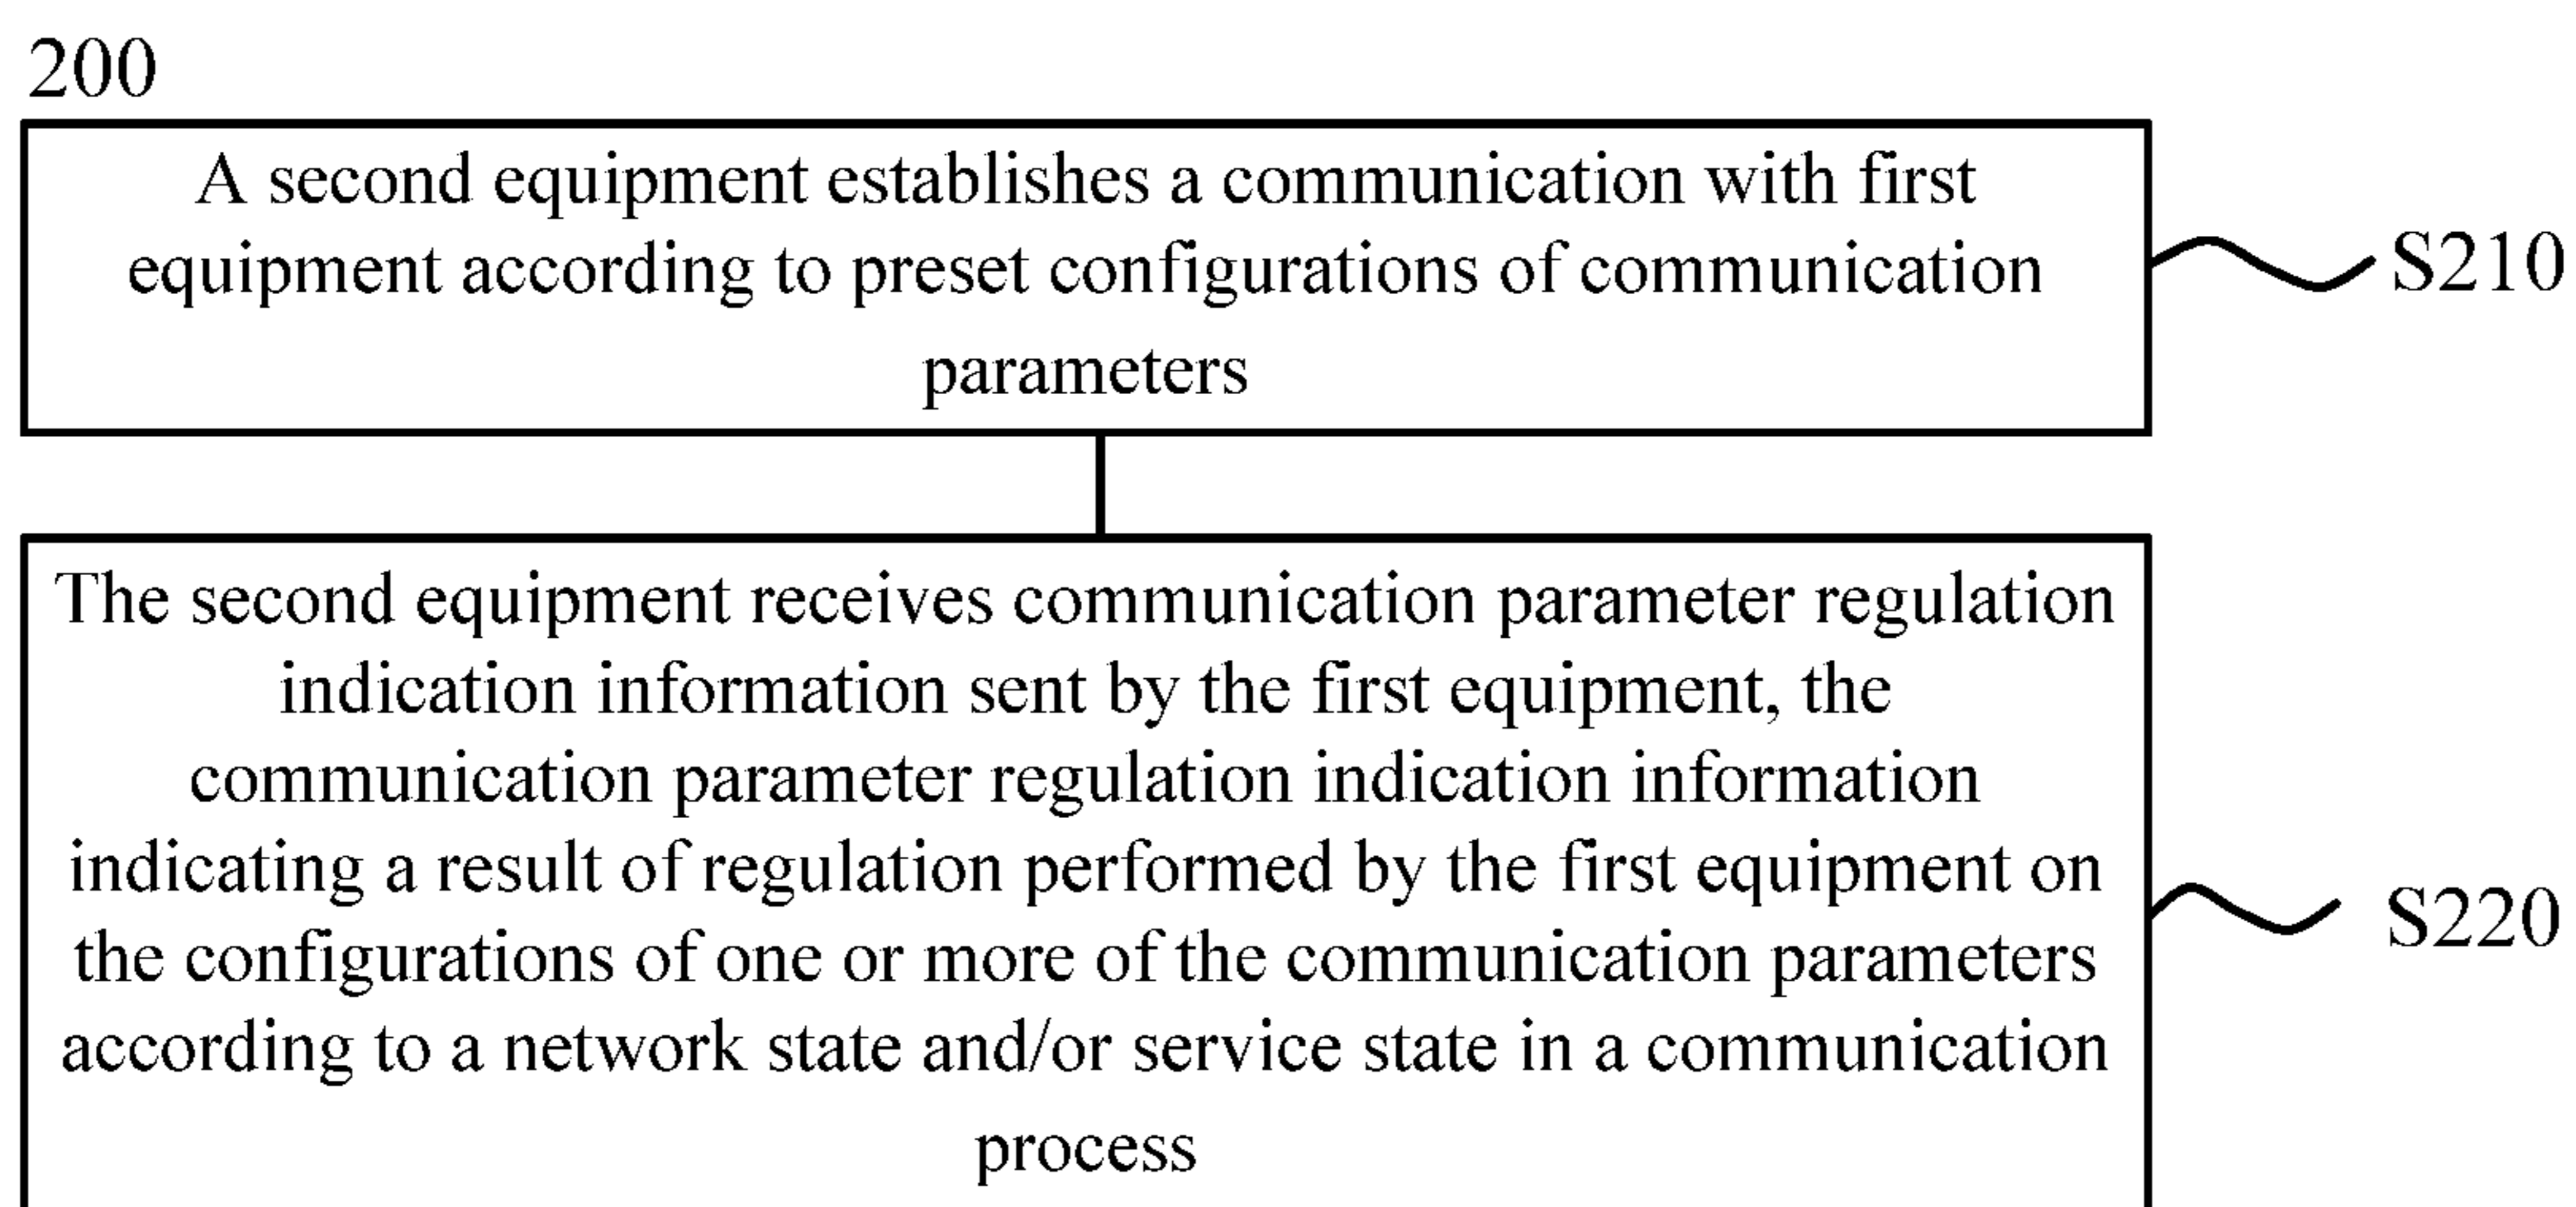 200
A second equipment establishes a communication with first
equipment according to preset configurations of communication
parameters
S210
The second equipment receives communication parameter regulation
indication information sent by the first equipment, the
communication parameter regulation indication information
indicating a result of regulation performed by the first equipment on
the configurations of one or more of the communication parameters
according to a network state and/or service state in a communication
process
S220